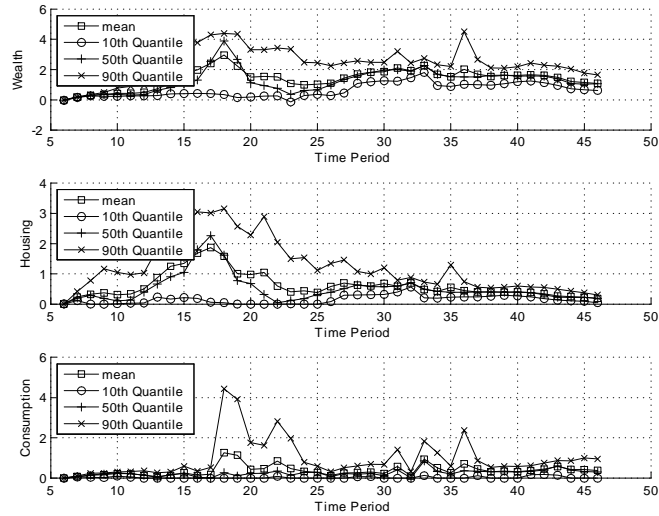 6
4
2
0
-2
Wealth
mean
10th Quantile
50th Quantile
90th Quantile
5 10 15 20 25 30 35 40 45 50
Time Period
4
3
2
1
0
Housing
mean
10th Quantile
50th Quantile
90th Quantile
5 10 15 20 25 30 35 40 45 50
Time Period
6
4
2
0
Consumption
mean
10th Quantile
50th Quantile
90th Quantile
5 10 15 20 25 30 35 40 45 50
Time Period